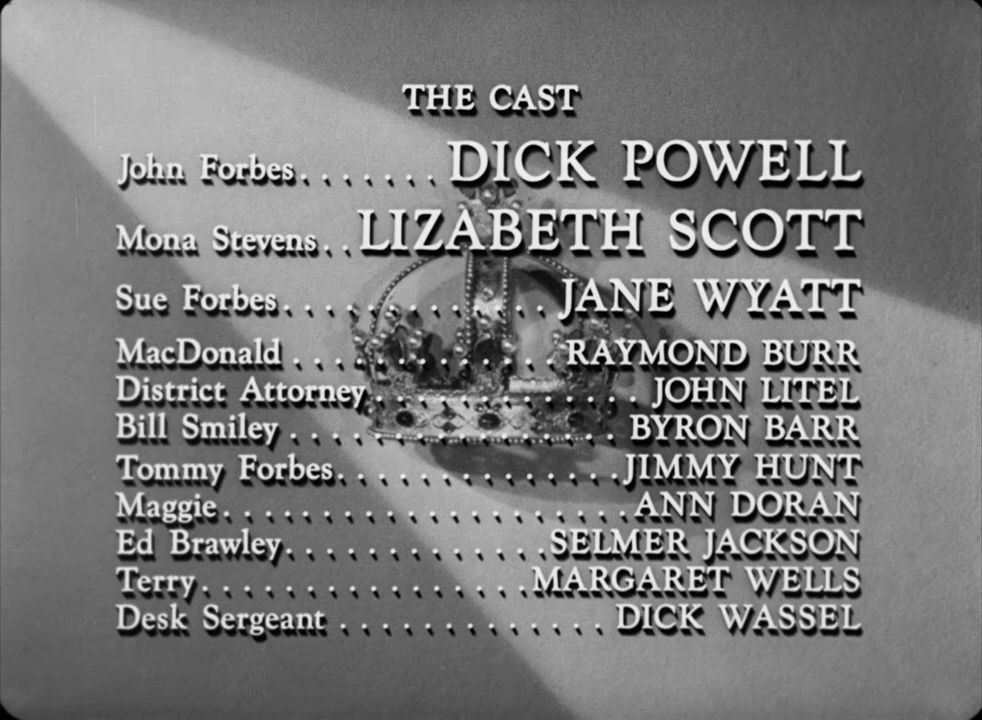 THE CAST
John Forbes.......DICK POWELL
Mona Stevens..LIZABETH SCOTT
Sue Forbes..............JANE WYATT
MacDonald..............RAYMOND BURR
District Attorney..............JOHN LITEL
Bill Smiley................BYRON BARR
Tommy Forbes..............JIMMY HUNT
Maggie....................ANN DORAN
Ed Brawley.............SELMER JACKSON
Terry................MARGARET WELLS
Desk Sergeant.............DICK WASSEL